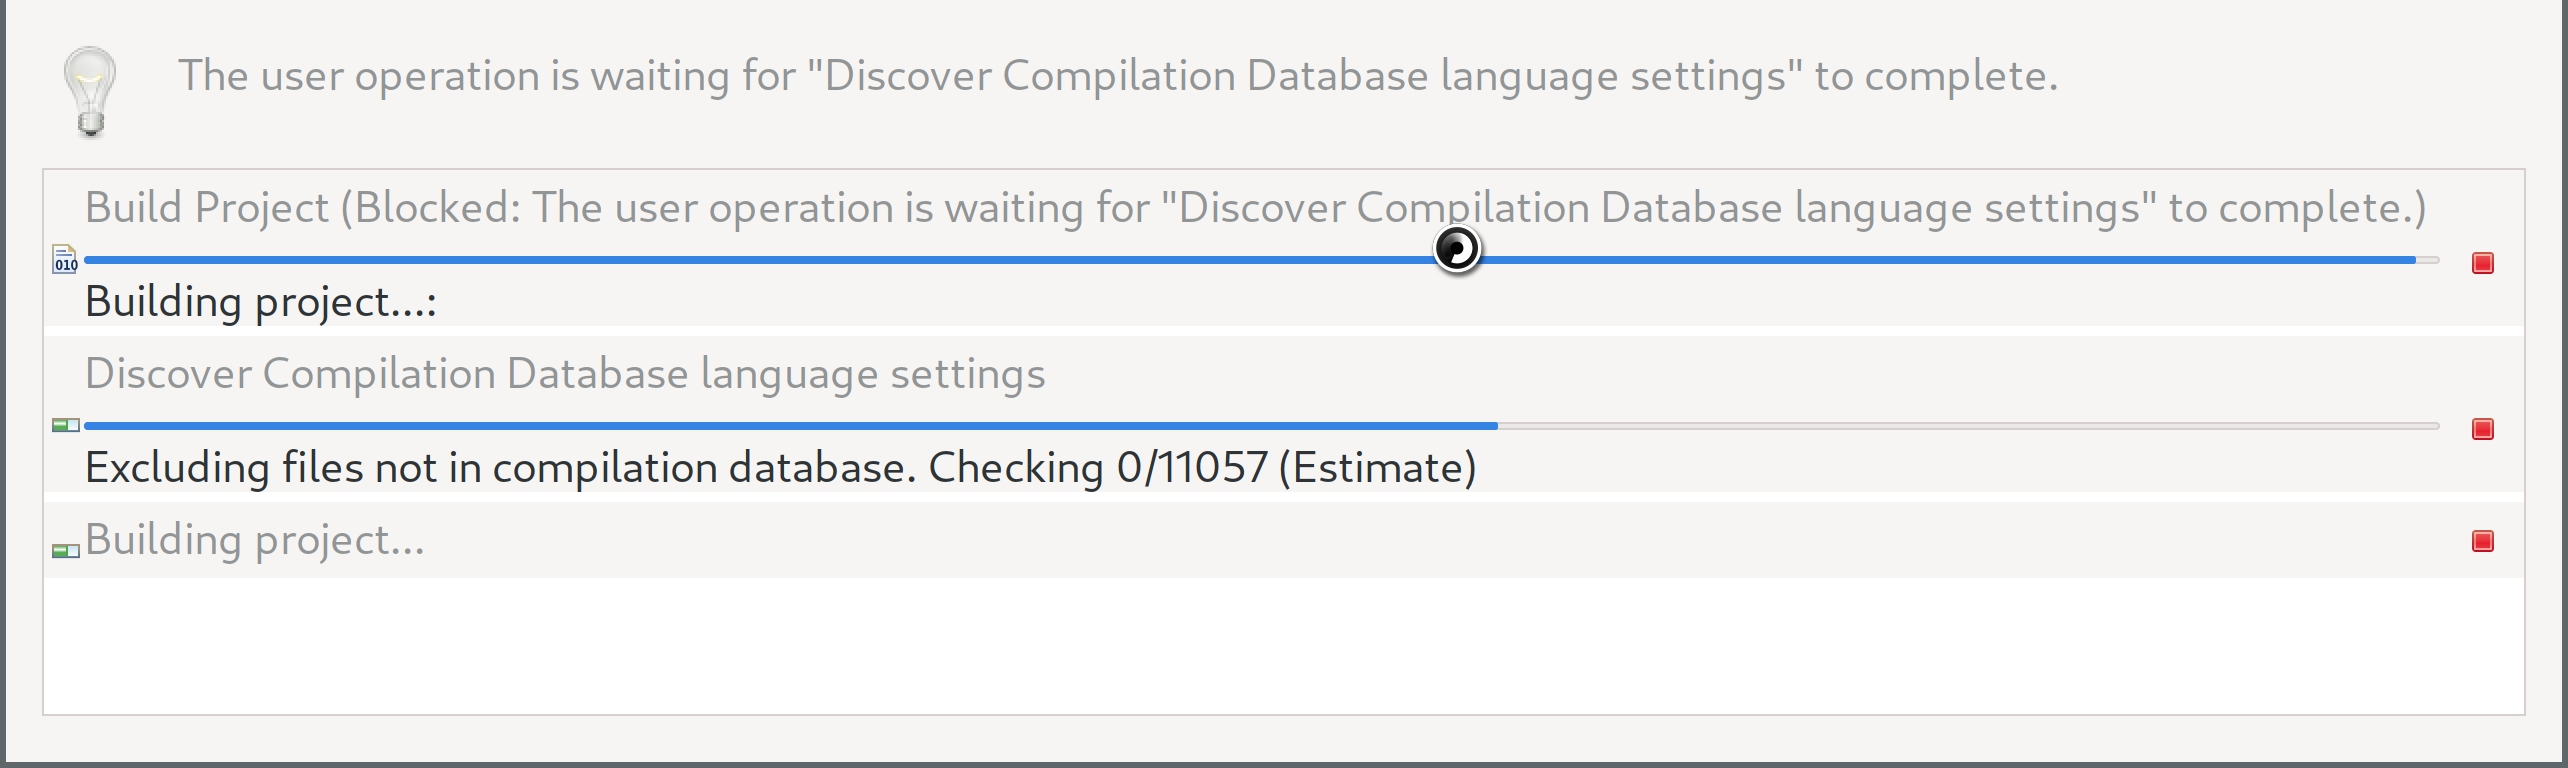 The user operation is waiting for "Discover Compilation Database language settings" to complete.
Build Project (Blocked: The user operation is waiting for "Discover Compilation Database language settings" to complete.)
010
Building project...:
Discover Compilation Database language settings
Excluding files not in compilation database. Checking 0/11057 (Estimate)
Building project...